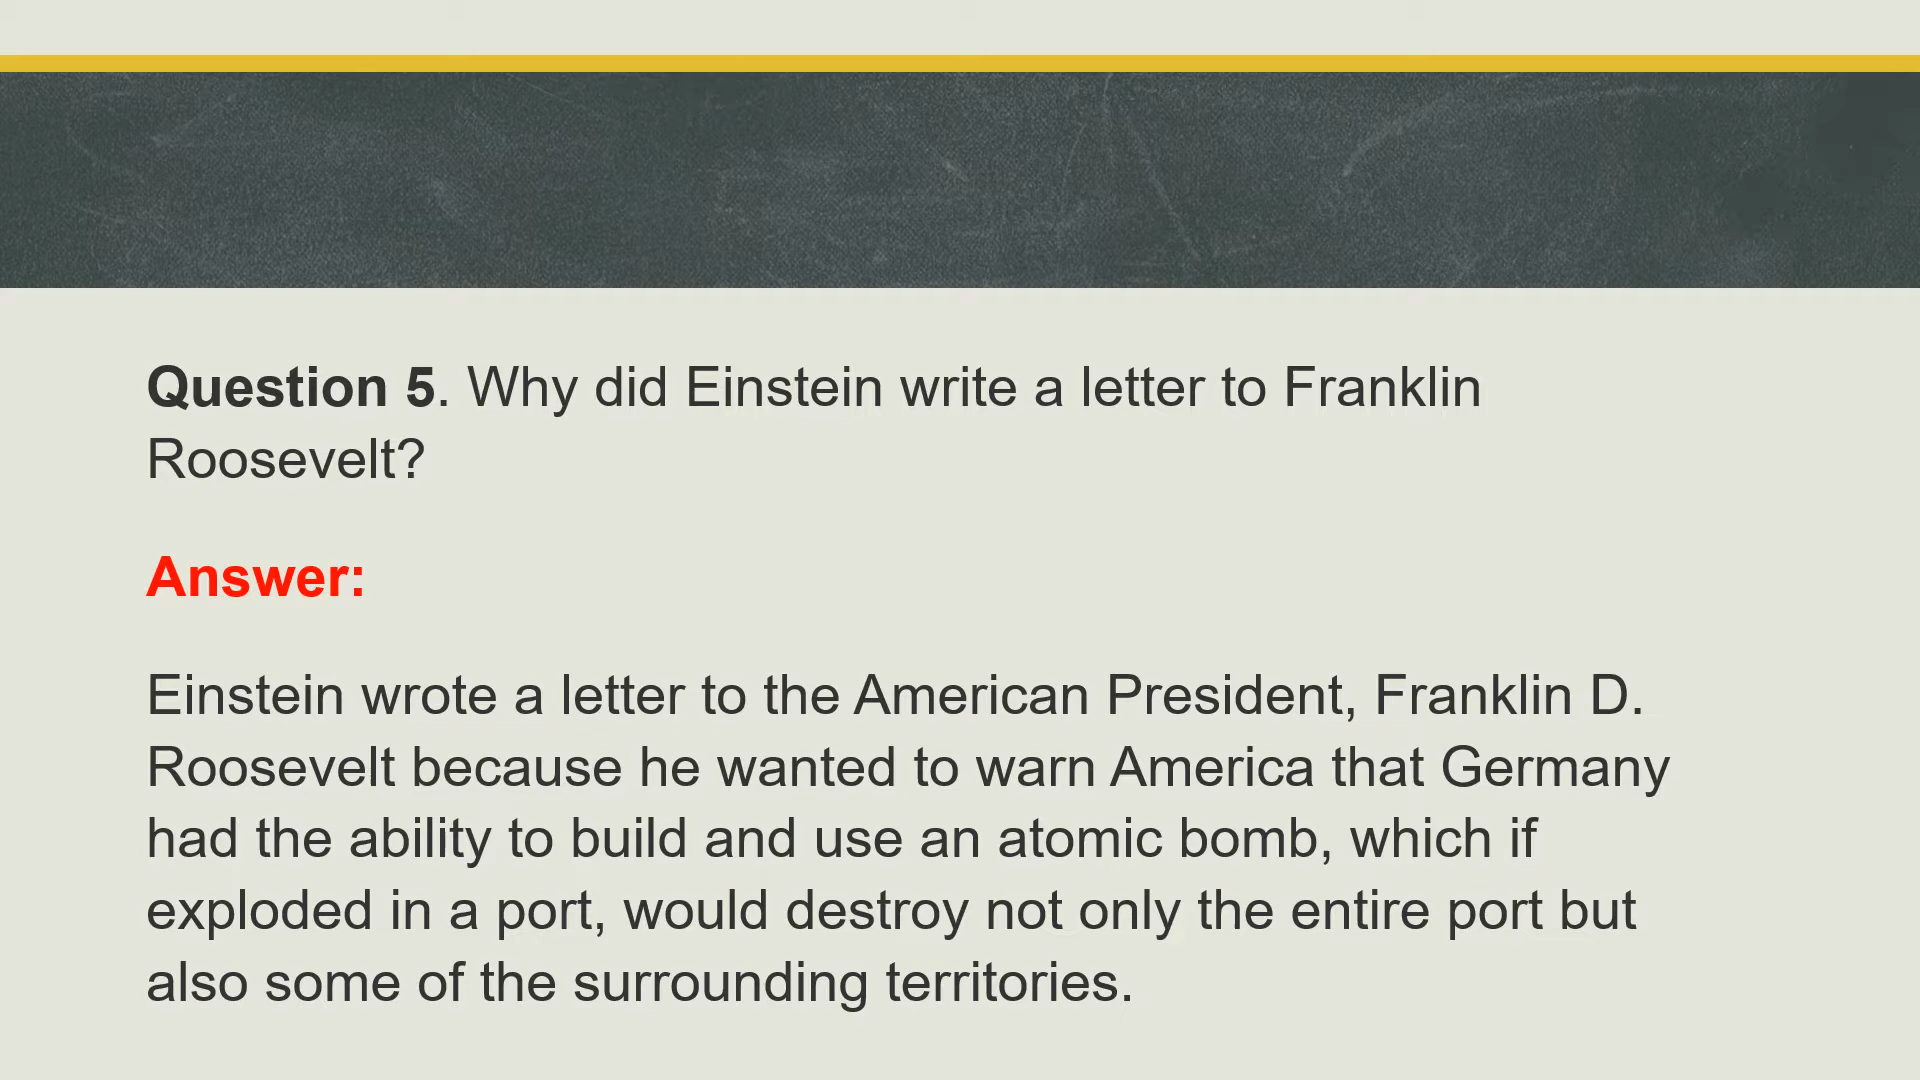 Question 5. Why did Einstein write a letter to Franklin
Roosevelt?
Answer:
Einstein wrote a letter to the American President, Franklin D.
Roosevelt because he wanted to warn America that Germany
had the ability to build and use an atomic bomb, which if
exploded in a port, would destroy not only the entire port but
also some of the surrounding territories.